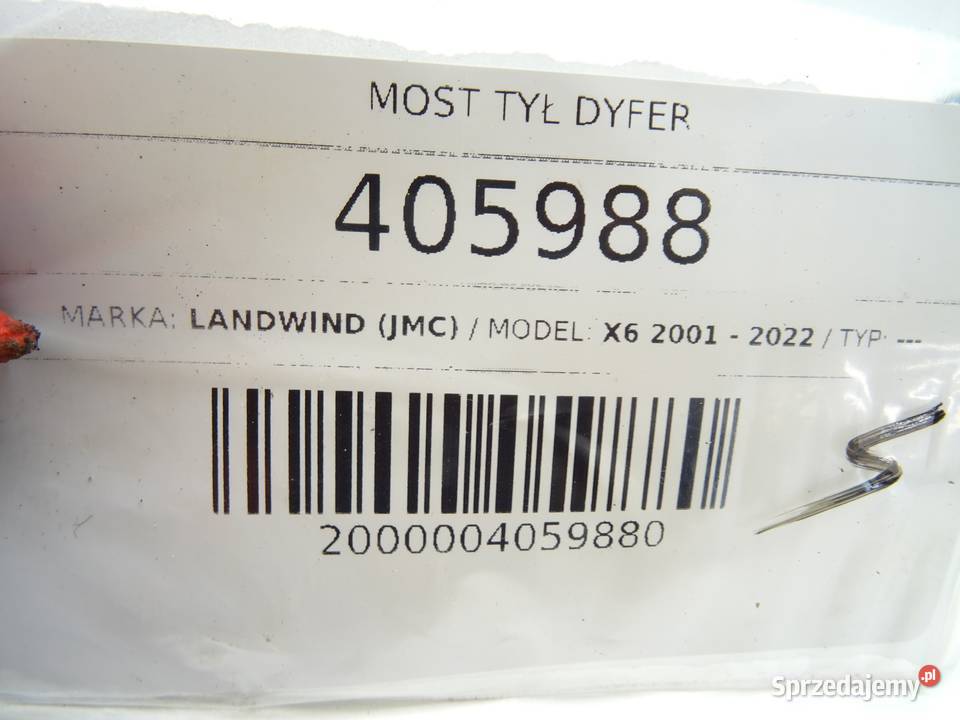 MOST TYŁ DYFER
405988
MARKA: LANDWIND (JMC) / MODEL: X6 2001 - 2022 / TYP: ---
2000004059880
Sprzedajemy.pl